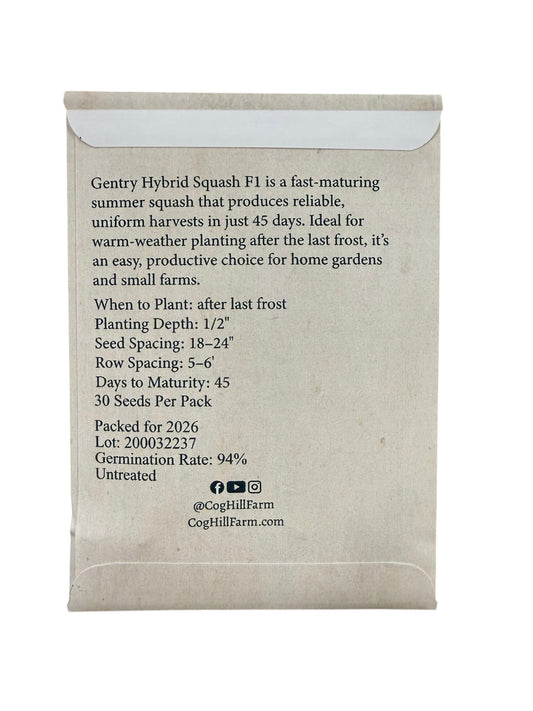 Gentry Hybrid Squash F1 is a fast-maturing
summer squash that produces reliable,
uniform harvests in just 45 days. Ideal for
warm-weather planting after the last frost, it's
an easy, productive choice for home gardens
and small farms.
When to Plant: after last frost
Planting Depth: 1/2"
Seed Spacing: 18–24"
Row Spacing: 5–6'
Days to Maturity: 45
30 Seeds Per Pack
Packed for 2026
Lot: 200032237
Germination Rate: 94%
Untreated
@CogHillFarm
CogHillFarm.com